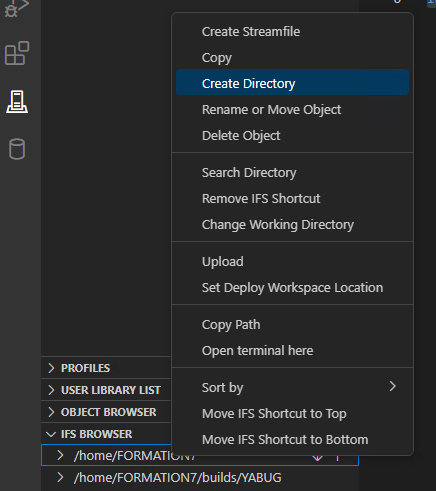 Create Streamfile
Copy
Create Directory
Rename or Move Object
Delete Object
Search Directory
Remove IFS Shortcut
Change Working Directory
Upload
Set Deploy Workspace Location
Copy Path
Open terminal here
Sort by
Move IFS Shortcut to Top
Move IFS Shortcut to Bottom
PROFILES
USER LIBRARY LIST
OBJECT BROWSER
IFS BROWSER
/home/FORMATION7
/home/FORMATION7/builds/YABUG